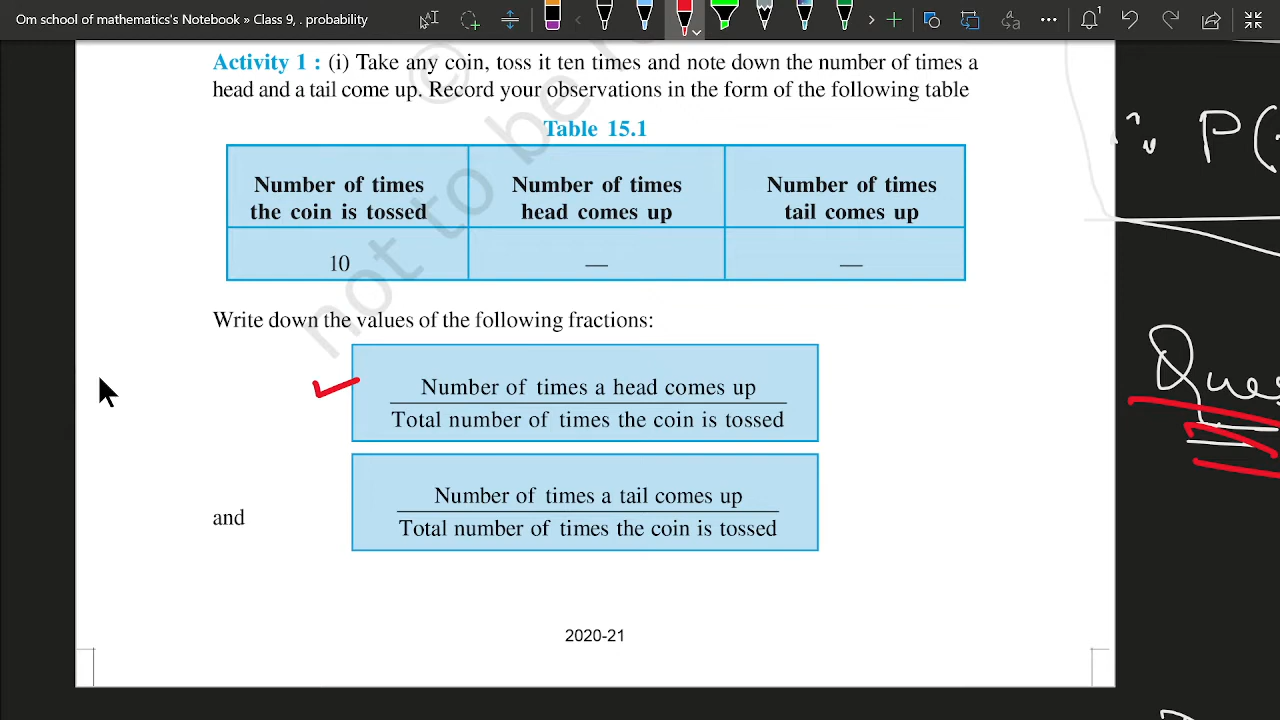 Om school of mathematics's Notebook » Class 9, . probability
Activity 1 : (i) Take any coin, toss it ten times and note down the number of times a
head and a tail come up. Record your observations in the form of the following table
Table 15.1
Number of times the coin is tossed
Number of times head comes up
Number of times tail comes up
10
—
—
Write down the values of the following fractions:
Number of times a head comes up
Total number of times the coin is tossed
and
Number of times a tail comes up
Total number of times the coin is tossed
2020-21
© not to be
∴ P(
Ques